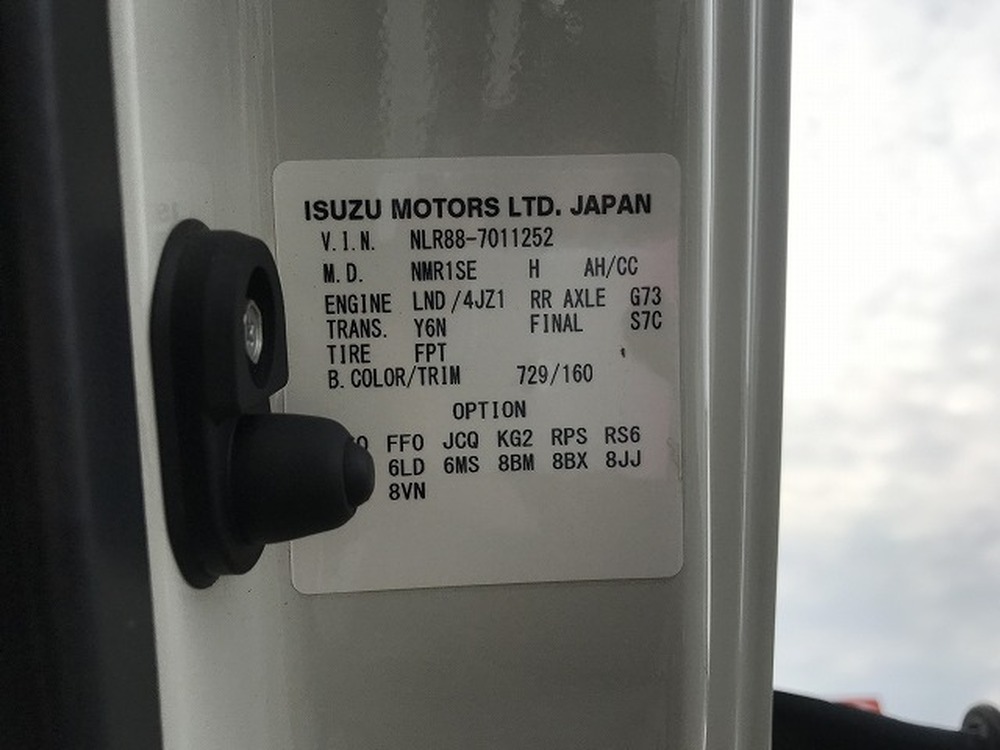 ISUZU MOTORS LTD. JAPAN
V.I.N. NLR88-7011252
M.D. NMR1SE H AH/CC
ENGINE LND/4JZ1 RR AXLE G73
TRANS. Y6N FINAL S7C
TIRE FPT
B.COLOR/TRIM 729/160
OPTION
FF0 JCQ KG2 RPS RS6
6LD 6MS 8BM 8BX 8JJ
8VN